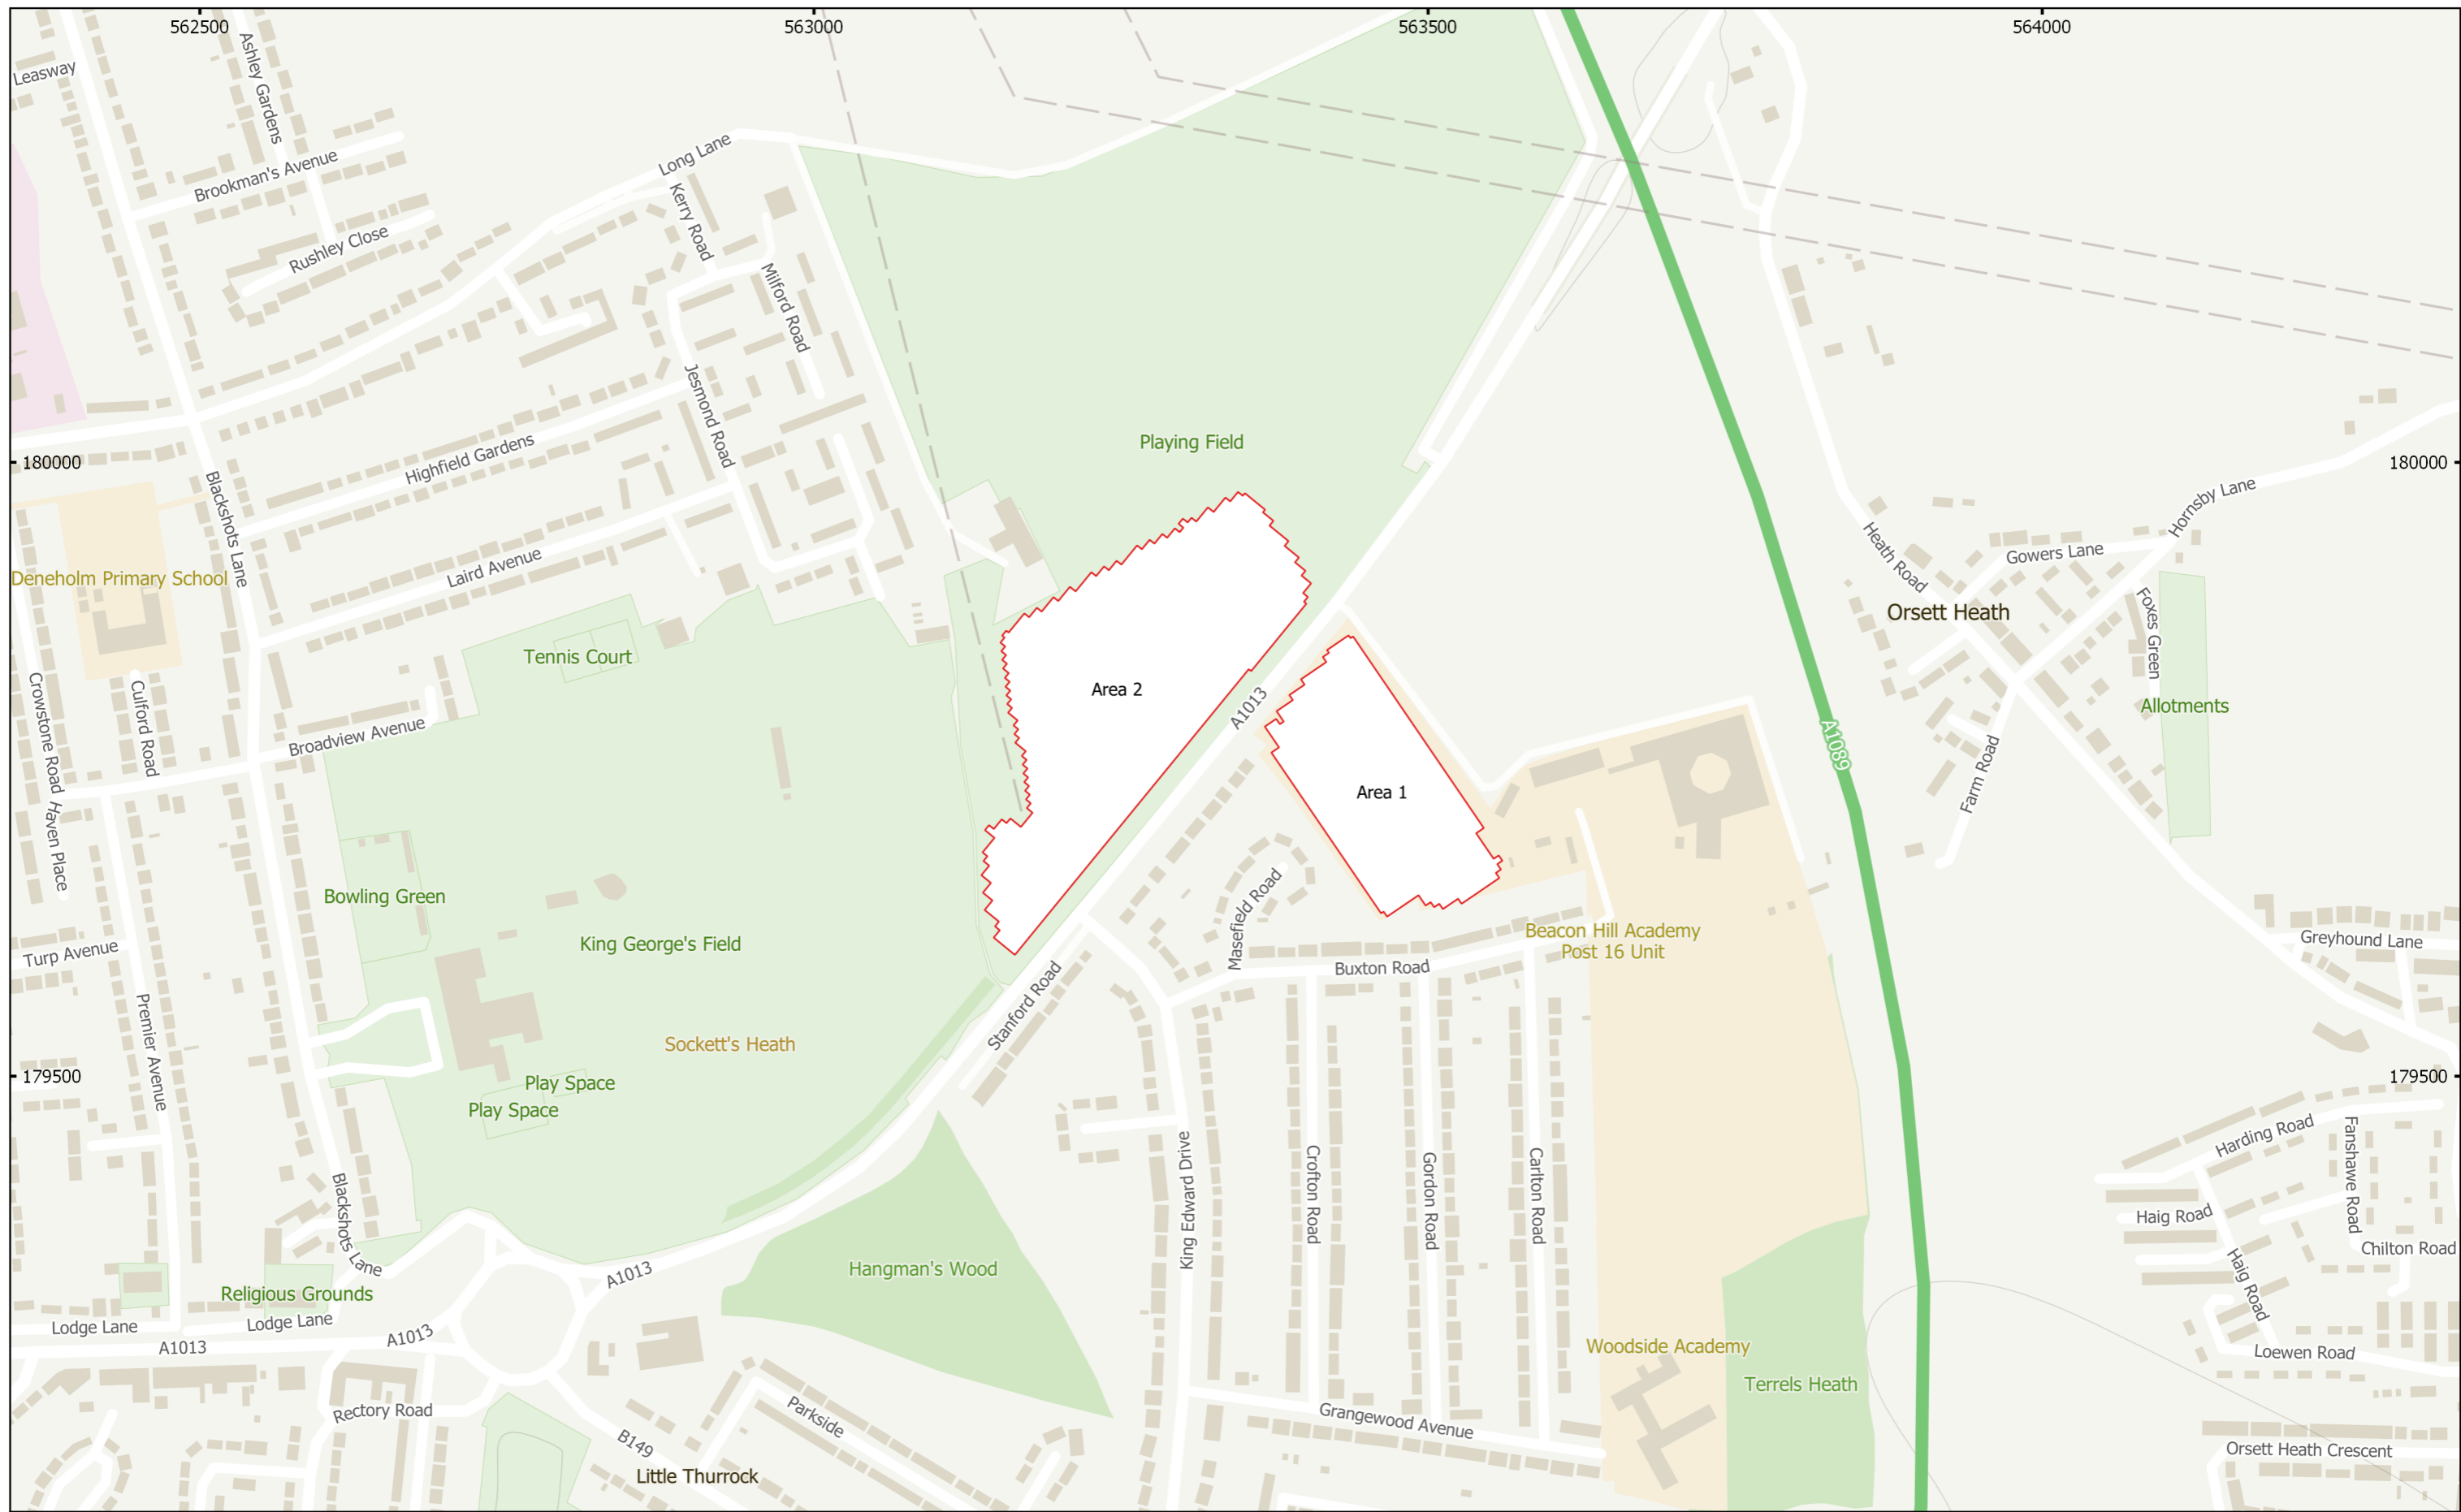 562500
563000
563500
564000
Leasway
Ashley Gardens
Brookman's Avenue
Long Lane
Kerry Road
Rushley Close
Milford Road
Jesmond Road
Highfield Gardens
Playing Field
180000
180000
Blackshots Lane
Hornsby Lane
Heath Road
Gowers Lane
Laird Avenue
Deneholm Primary School
Orsett Heath
Foxes Green
Tennis Court
Area 2
A1013
Allotments
Crowstone Road
Culford Road
Broadview Avenue
A1089
Farm Road
Area 1
Haven Place
Bowling Green
Masefield Road
Beacon Hill Academy
Post 16 Unit
King George's Field
Greyhound Lane
Turp Avenue
Buxton Road
Stanford Road
Premier Avenue
Sockett's Heath
179500
179500
Play Space
Play Space
Harding Road
Fanshawe Road
King Edward Drive
Crofton Road
Gordon Road
Carlton Road
Blackshots Lane
Haig Road
Chilton Road
Hangman's Wood
A1013
Haig Road
Religious Grounds
Lodge Lane
Lodge Lane
A1013
A1013
Woodside Academy
Loewen Road
Terrels Heath
Rectory Road
Parkside
Grangewood Avenue
B149
Orsett Heath Crescent
Little Thurrock